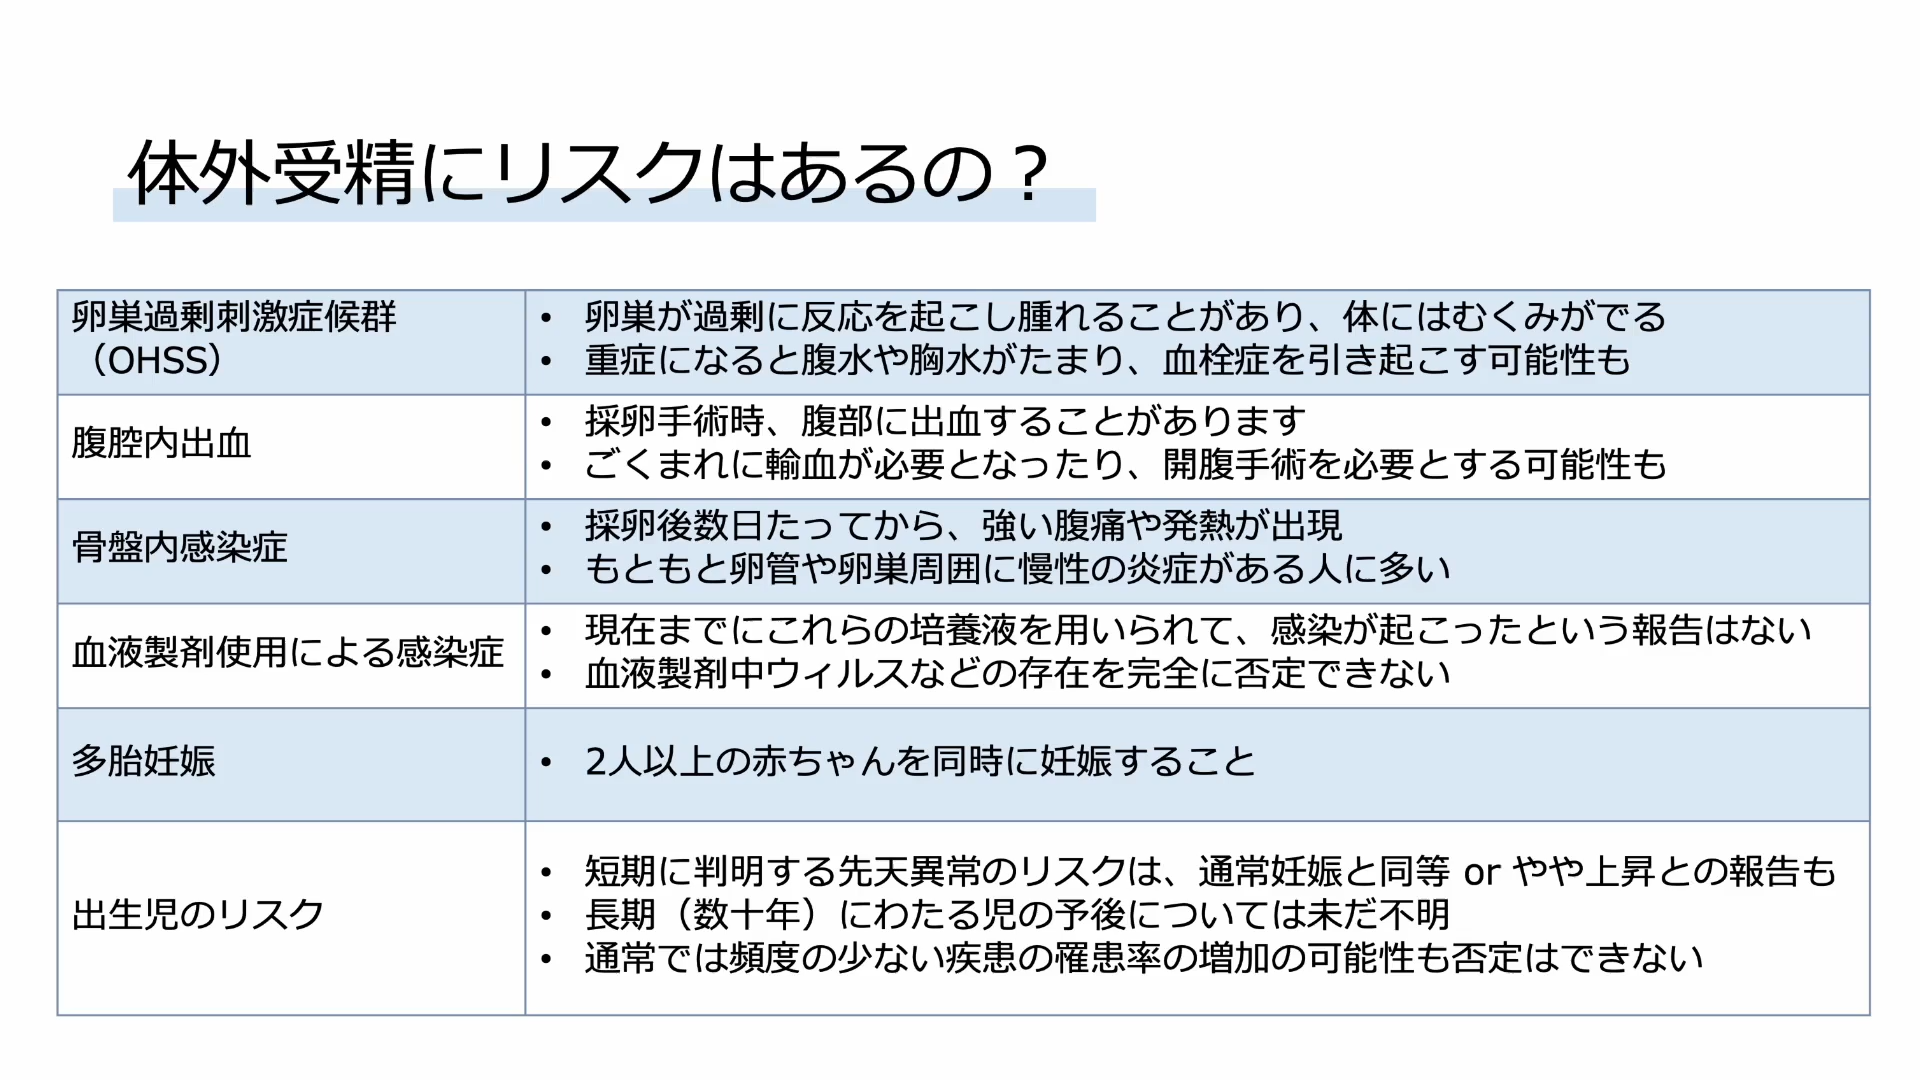 体外受精にリスクはあるの？
卵巣過剰刺激症候群
（OHSS）
• 卵巣が過剰に反応を起こし腫れることがあり、体にはむくみがでる
• 重症になると腹水や胸水がたまり、血栓症を引き起こす可能性も
腹腔内出血
• 採卵手術時、腹部に出血することがあります
• ごくまれに輸血が必要となったり、開腹手術を必要とする可能性も
骨盤内感染症
• 採卵後数日たってから、強い腹痛や発熱が出現
• もともと卵管や卵巣周囲に慢性の炎症がある人に多い
血液製剤使用による感染症
• 現在までにこれらの培養液を用いられて、感染が起こったという報告はない
• 血液製剤中ウィルスなどの存在を完全に否定できない
多胎妊娠
• 2人以上の赤ちゃんを同時に妊娠すること
出生児のリスク
• 短期に判明する先天異常のリスクは、通常妊娠と同等 or やや上昇との報告も
• 長期（数十年）にわたる児の予後については未だ不明
• 通常では頻度の少ない疾患の罹患率の増加の可能性も否定はできない